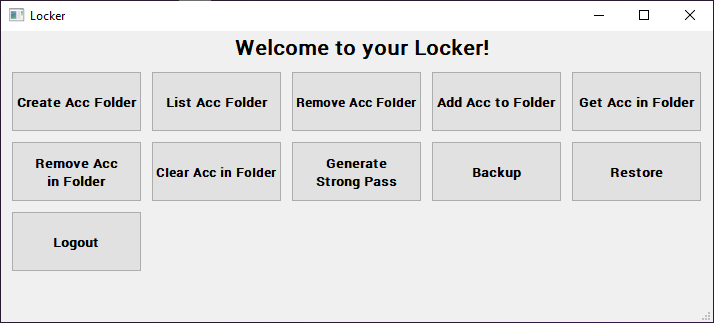 Locker
Welcome to your Locker!
Create Acc Folder
List Acc Folder
Remove Acc Folder
Add Acc to Folder
Get Acc in Folder
Remove Acc
in Folder
Clear Acc in Folder
Generate
Strong Pass
Backup
Restore
Logout